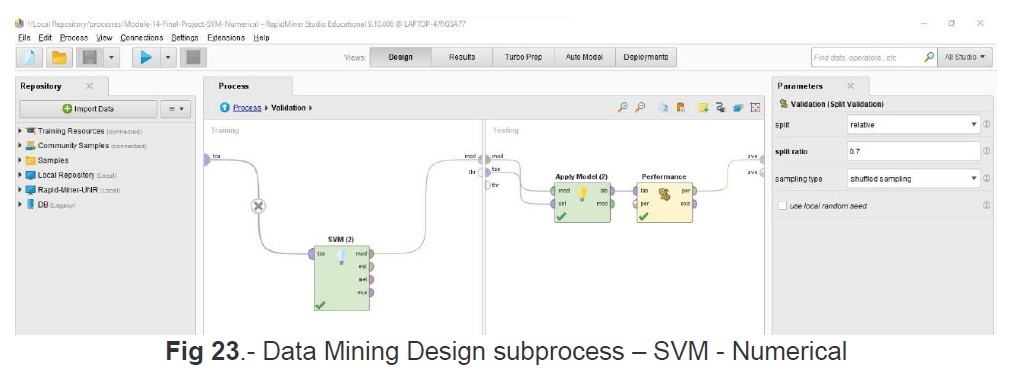 //Local Repository/processes/Module-14-Final-Project-SVM-Numerical – RapidMiner Studio Educational 9.10.008 @ LAPTOP-47RGSA77
File Edit Process View Connections Settings Extensions Help
Views: Design Results Turbo Prep Auto Model Deployments Find data, operators...etc All Studio
Repository
Import Data
Training Resources (connected)
Community Samples (connected)
Samples
Local Repository (Local)
Rapid-Miner-UNR (Local)
DB (Legacy)
Process
Process Validation
Training
tra
SVM (2)
tra mod
est
wei
exa
mod
thr
Testing
mod
tes
thr
Apply Model (2)
mod lab
unl mod
Performance
lab per
per exa
ave
ave
Parameters
Validation (Split Validation)
split relative
split ratio 0.7
sampling type shuffled sampling
use local random seed
Fig 23.- Data Mining Design subprocess – SVM - Numerical